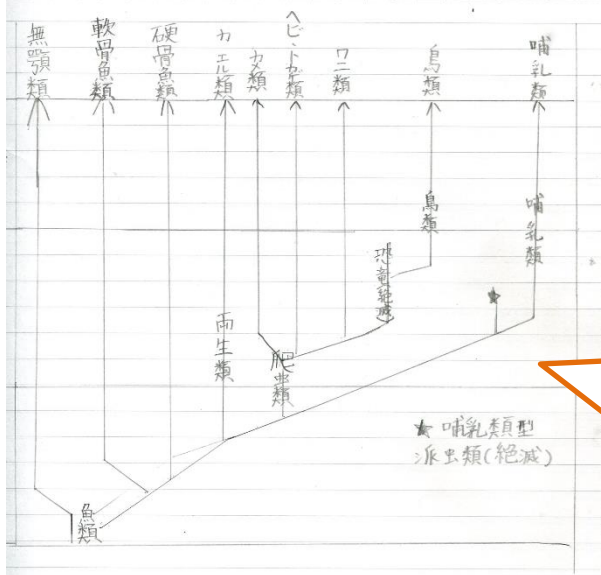 無顎類
軟骨魚類
硬骨魚類
カエル類
カメ類
ヘビ・トカゲ類
ワニ類
鳥類
哺乳類
鳥類
哺乳類
恐竜絶滅
★
両生類
爬虫類
★ 哺乳類型
派虫類(絶滅)
魚類